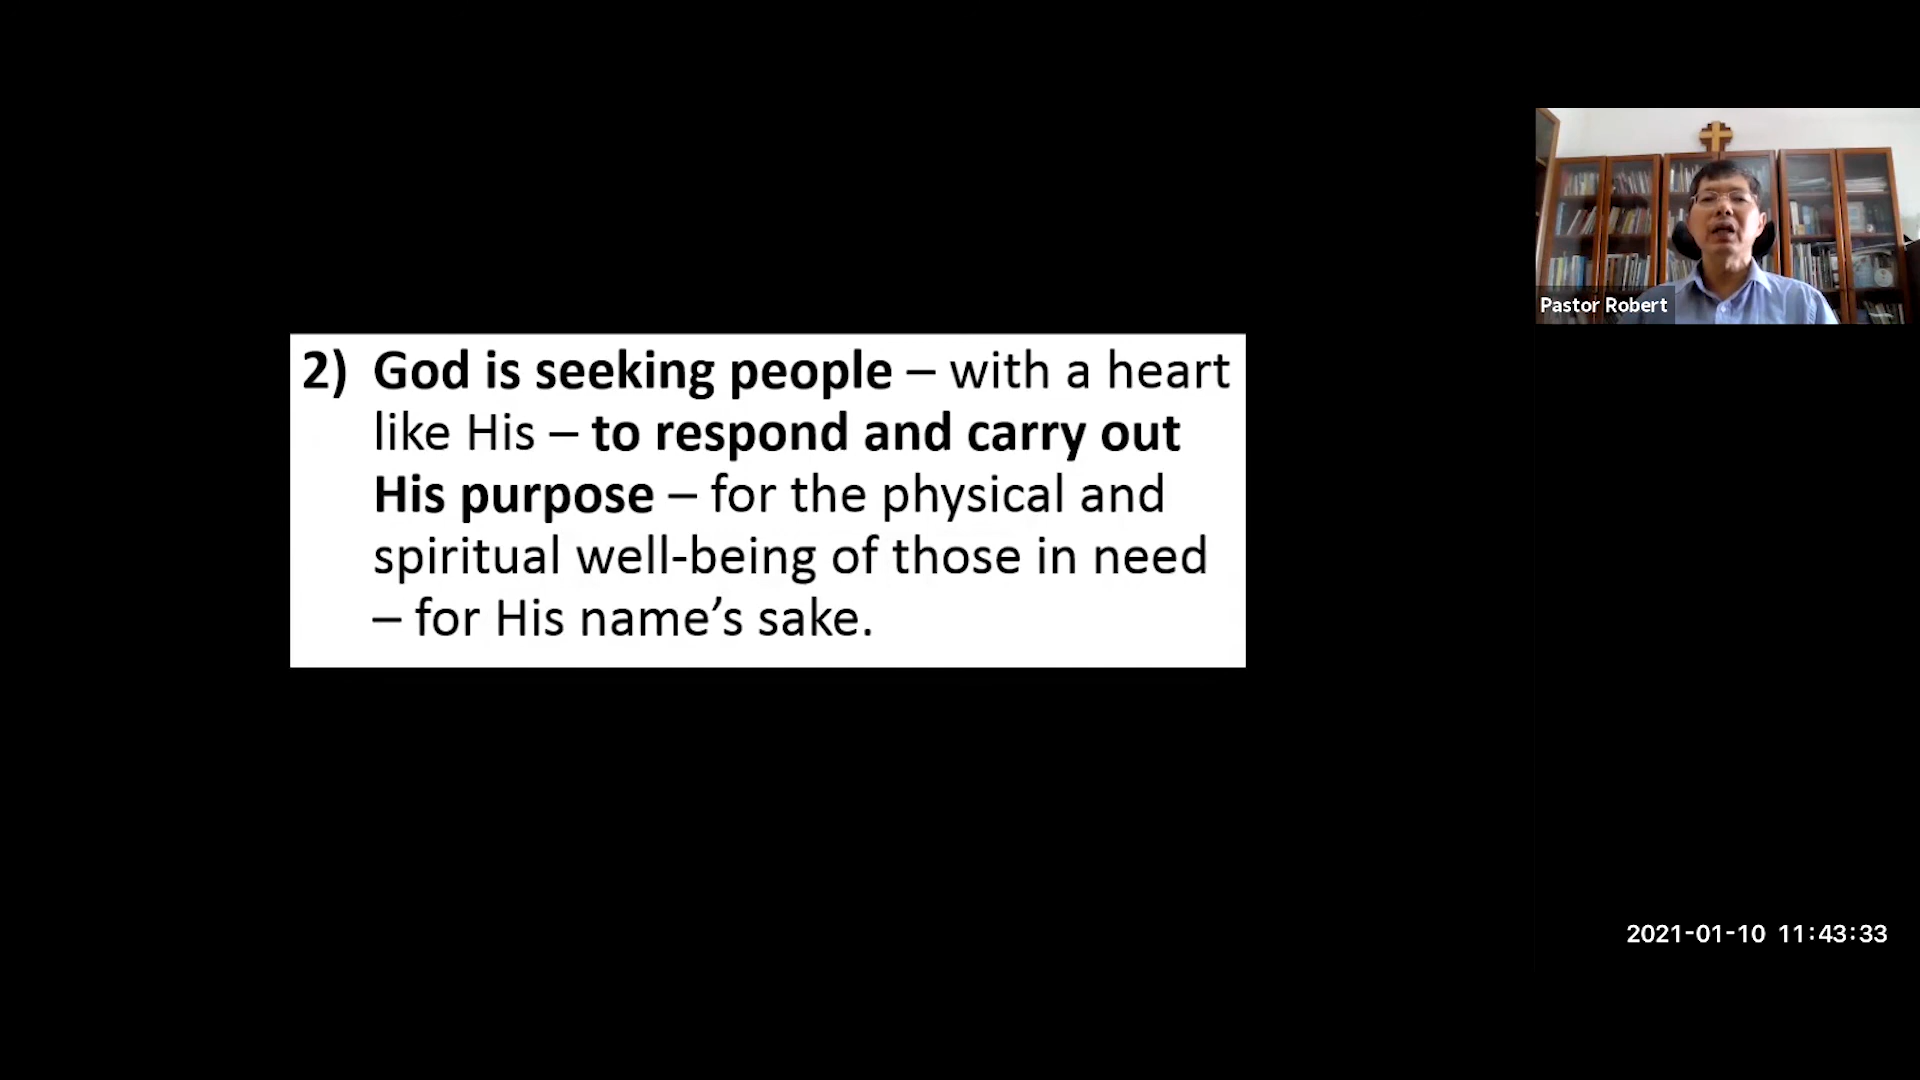 2) God is seeking people – with a heart
like His – to respond and carry out
His purpose – for the physical and
spiritual well-being of those in need
– for His name’s sake.
Pastor Robert
2021-01-10 11:43:33